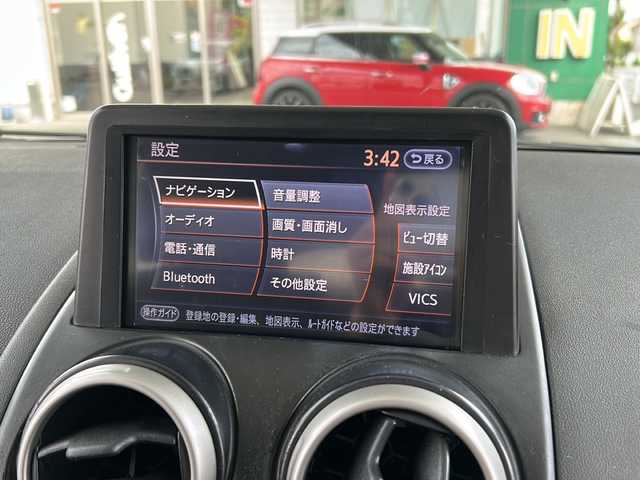 IN
設定
3:42 戻る
ナビゲーション
音量調整
地図表示設定
オーディオ
画質・画面消し
ビュー切替
電話・通信
時計
施設アイコン
Bluetooth
その他設定
VICS
操作ガイド 登録地の登録・編集、地図表示、ルートガイドなどの設定ができます